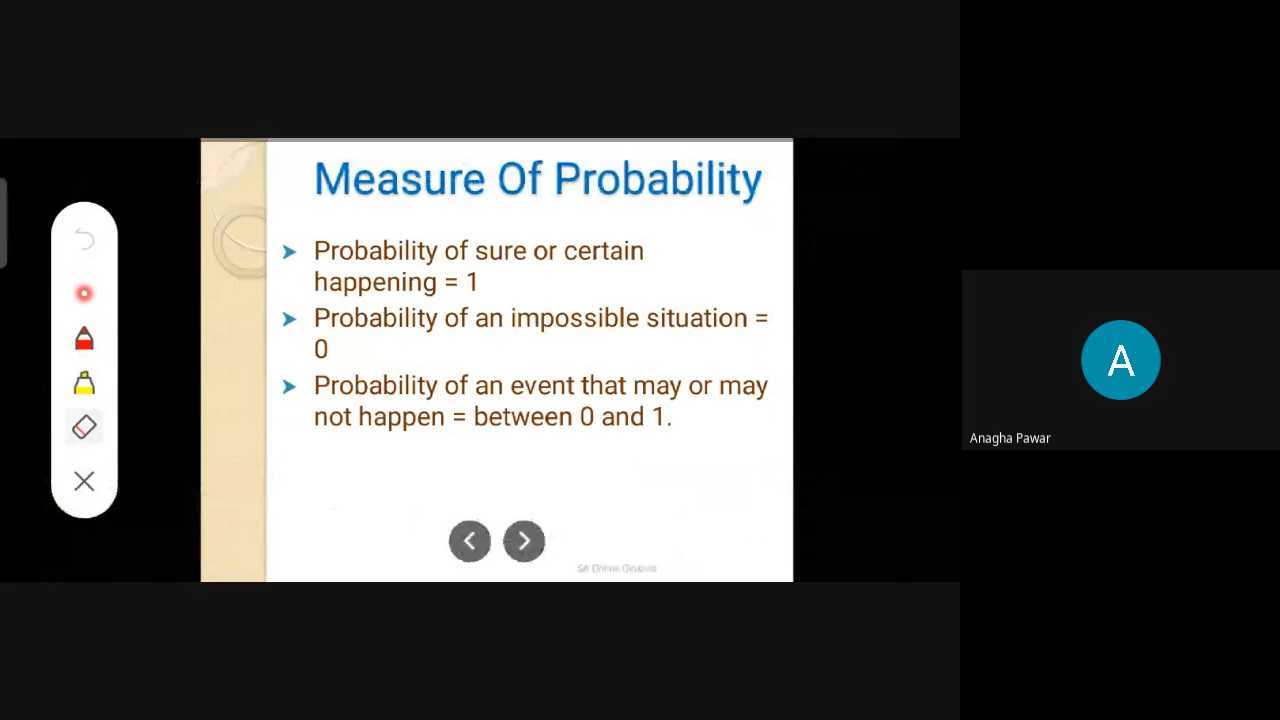 Measure Of Probability
➤ Probability of sure or certain
happening = 1
➤ Probability of an impossible situation =
0
➤ Probability of an event that may or may
not happen = between 0 and 1.
A
Anagha Pawar